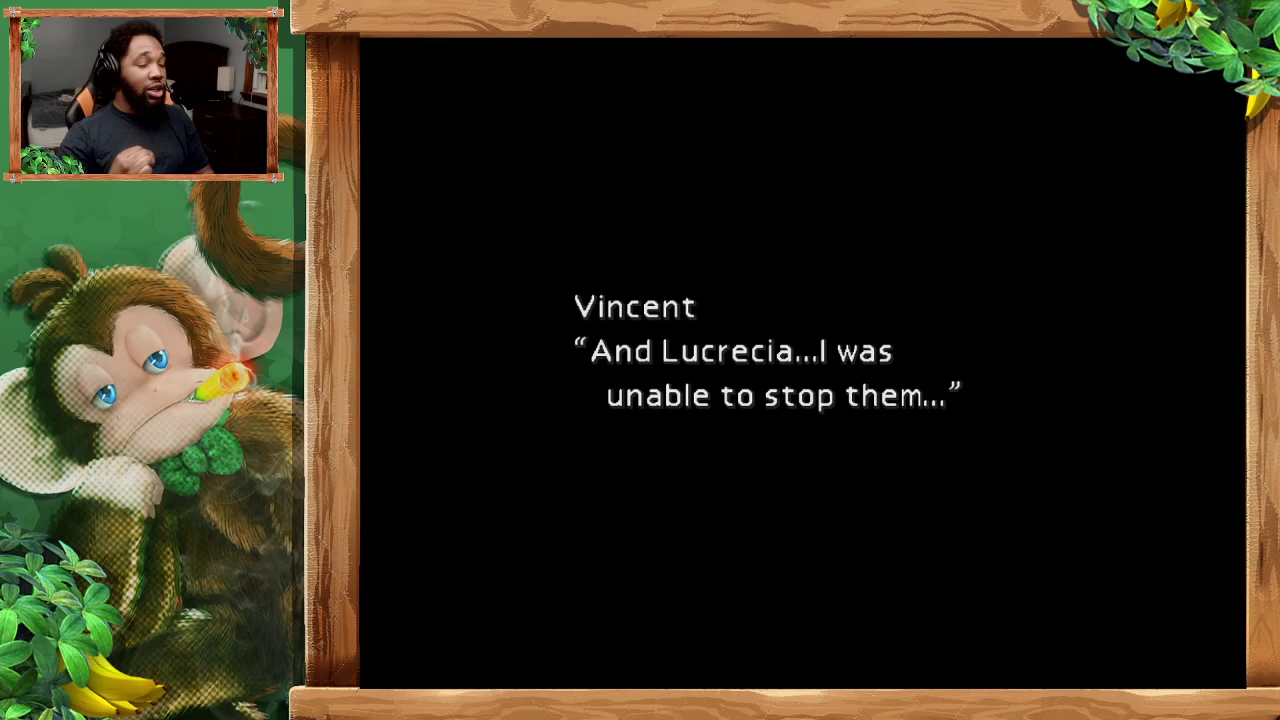 Vincent
“And Lucrecia...I was
unable to stop them...”